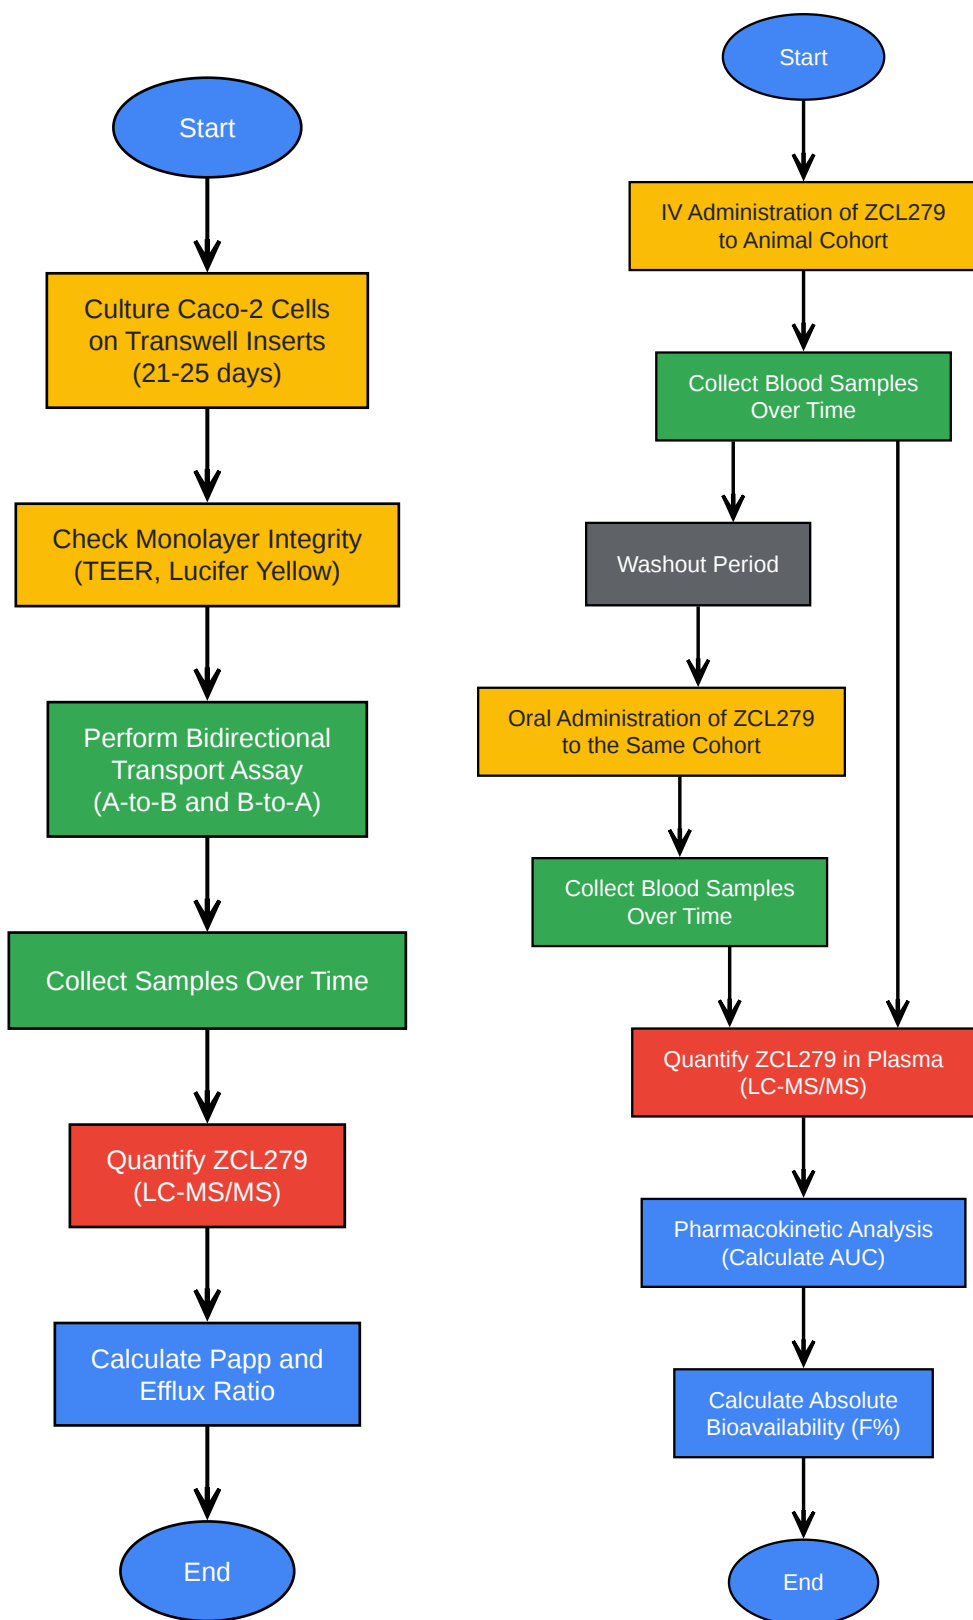 Start
Culture Caco-2 Cells
on Transwell Inserts
(21-25 days)
Check Monolayer Integrity
(TEER, Lucifer Yellow)
Perform Bidirectional
Transport Assay
(A-to-B and B-to-A)
Collect Samples Over Time
Quantify ZCL279
(LC-MS/MS)
Calculate Papp and
Efflux Ratio
End
Start
IV Administration of ZCL279
to Animal Cohort
Collect Blood Samples
Over Time
Washout Period
Oral Administration of ZCL279
to the Same Cohort
Collect Blood Samples
Over Time
Quantify ZCL279 in Plasma
(LC-MS/MS)
Pharmacokinetic Analysis
(Calculate AUC)
Calculate Absolute
Bioavailability (F%)
End